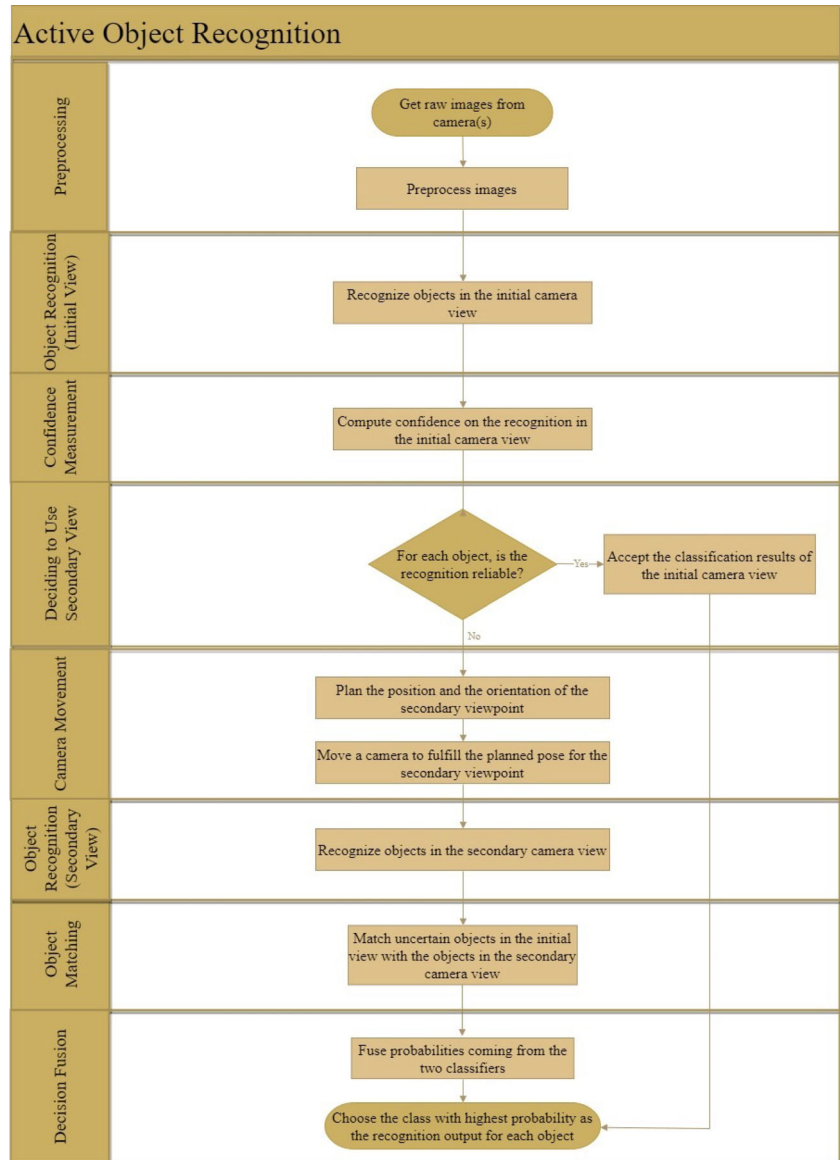 Active Object Recognition
Preprocessing
Get raw images from
camera(s)
Preprocess images
Object Recognition
(Initial View)
Recognize objects in the initial camera
view
Confidence
Measurement
Compute confidence on the recognition in
the initial camera view
Deciding to Use
Secondary View
For each object, is the
recognition reliable?
Yes
Accept the classification results of
the initial camera view
No
Camera Movement
Plan the position and the orientation of the
secondary viewpoint
Move a camera to fulfill the planned pose for the
secondary viewpoint
Object
Recognition
(Secondary
View)
Recognize objects in the secondary camera view
Object
Matching
Match uncertain objects in the initial
view with the objects in the secondary
camera view
Decision Fusion
Fuse probabilities coming from the
two classifiers
Choose the class with highest probability as
the recognition output for each object